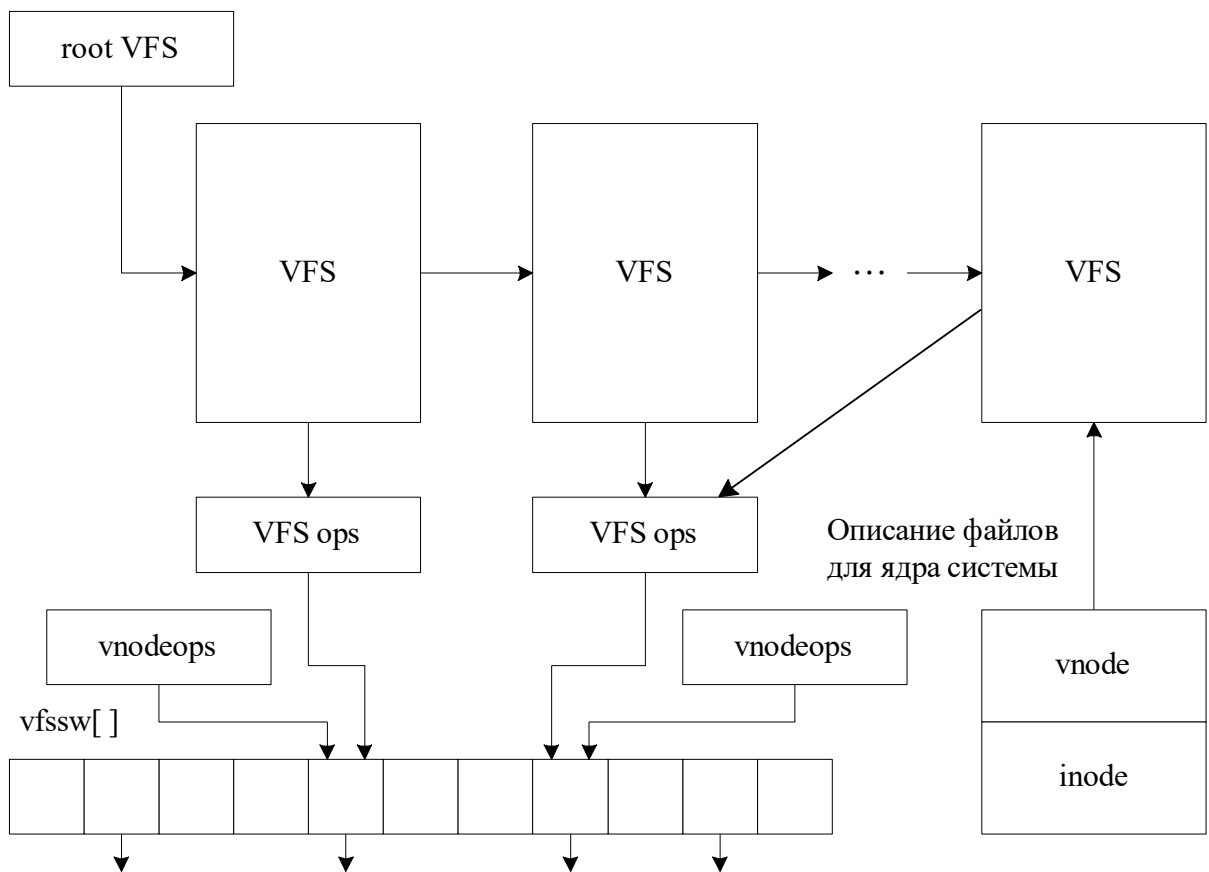 root VFS
VFS
VFS
...
VFS
VFS ops
VFS ops
Описание файлов
для ядра системы
vnodeops
vnodeops
vnode
vfssw[ ]
inode